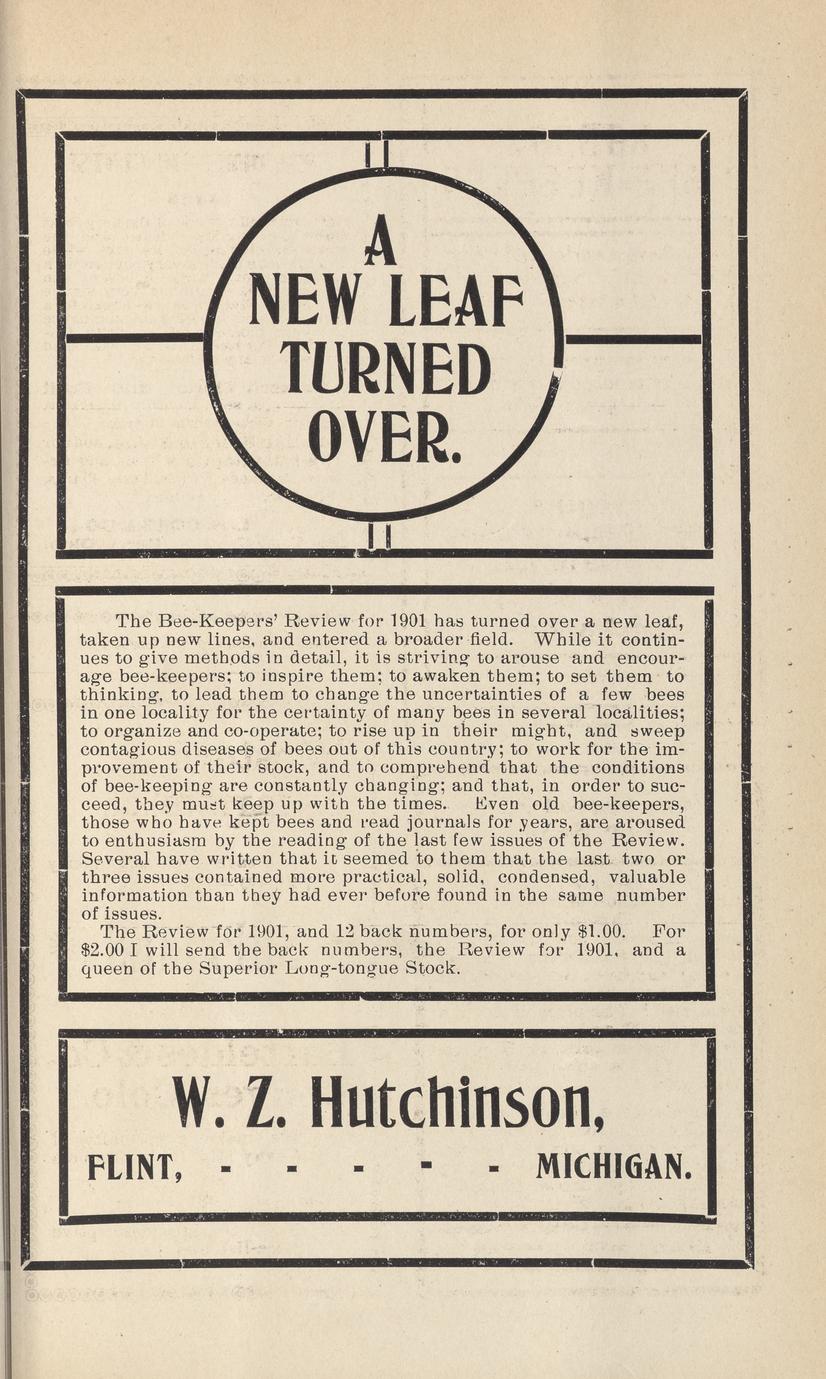 A
NEW LEAF
TURNED
OVER.
The Bee-Keepers' Review for 1901 has turned over a new leaf,
taken up new lines, and entered a broader field. While it contin-
ues to give methods in detail, it is striving to arouse and encour-
age bee-keepers; to inspire them; to awaken them; to set them to
thinking, to lead them to change the uncertainties of a few bees
in one locality for the certainty of many bees in several localities;
to organize and co-operate; to rise up in their might, and sweep
contagious diseases of bees out of this country; to work for the im-
provement of their stock, and to comprehend that the conditions
of bee-keeping are constantly changing; and that, in order to suc-
ceed, they must keep up with the times. Even old bee-keepers,
those who have kept bees and read journals for years, are aroused
to enthusiasm by the reading of the last few issues of the Review.
Several have written that it seemed to them that the last two or
three issues contained more practical, solid, condensed, valuable
information than they had ever before found in the same number
of issues.
The Review for 1901, and 12 back numbers, for only $1.00. For
$2.00 I will send the back numbers, the Review for 1901, and a
queen of the Superior Long-tongue Stock.
W. Z. Hutchinson,
FLINT, - - - - - MICHIGAN.